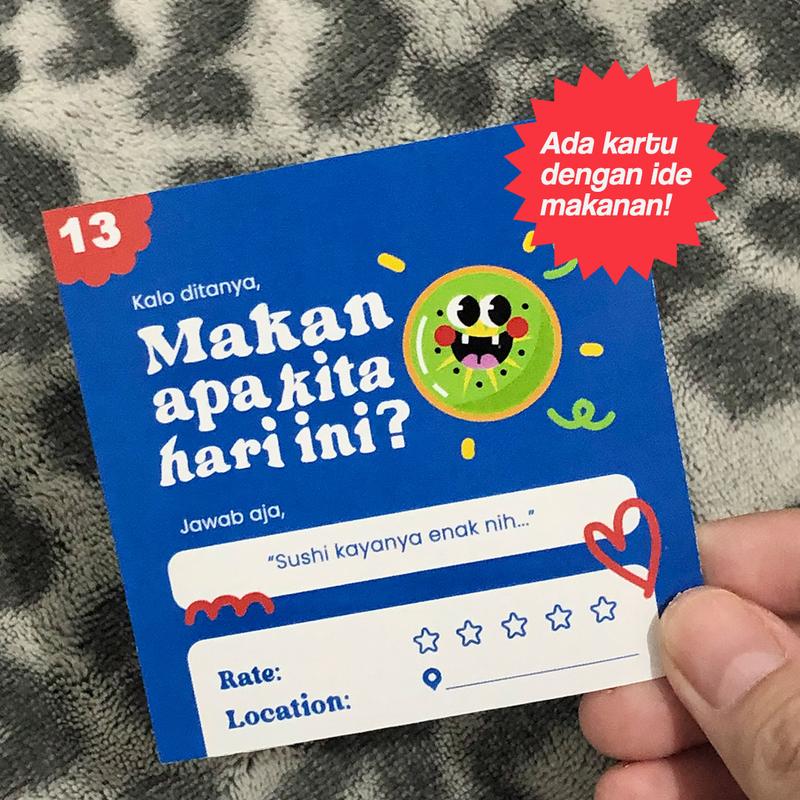 Ada kartu
dengan ide
makanan!
13
Kalo ditanya,
Makan
apa kita
hari ini?
Jawab aja,
"Sushi kayanya enak nih..."
Rate:
Location: